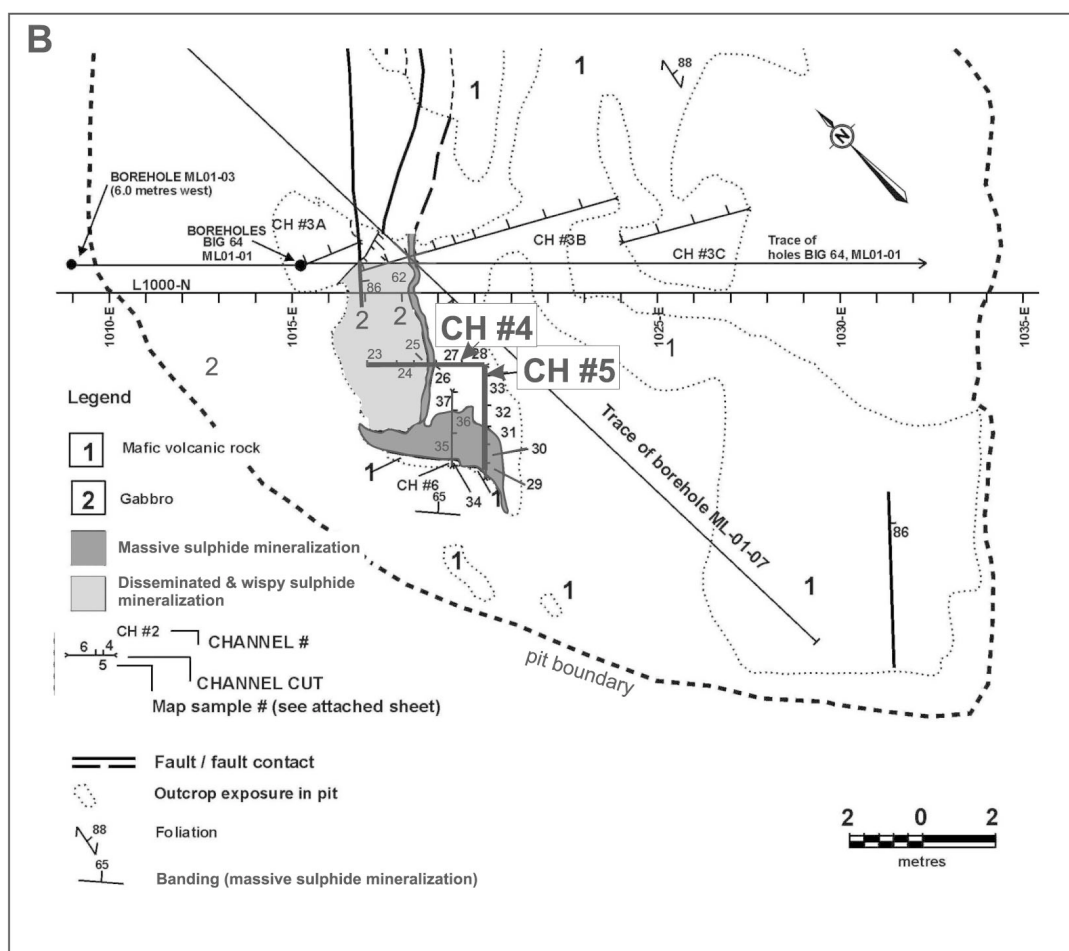 B
88
1
1
N
BOREHOLE ML01-03
(6.0 metres west)
CH #3A
BOREHOLES
BIG 64
ML01-01
CH #3B
CH #3C
Trace of
holes BIG 64, ML01-01
62
86
L1000-N
1010-E
1015-E
1025-E
1030-E
1035-E
2
2
2
1
CH #4
CH #5
25
27
28
23
24
26
33
37
32
36
31
35
30
29
1
CH #6
34
1
65
Trace of borehole ML-01-07
86
1
1
1
pit boundary
Legend
1 Mafic volcanic rock
2 Gabbro
Massive sulphide mineralization
Disseminated & wispy sulphide
mineralization
CH #2
CHANNEL #
6 4
5
CHANNEL CUT
Map sample # (see attached sheet)
Fault / fault contact
Outcrop exposure in pit
88
Foliation
65
Banding (massive sulphide mineralization)
2 0 2
metres